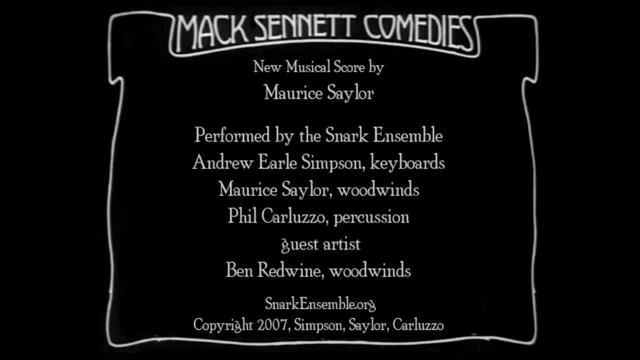 MACK SENNETT COMEDIES
New Musical Score by
Maurice Saylor
Performed by the Snark Ensemble
Andrew Earle Simpson, keyboards
Maurice Saylor, woodwinds
Phil Carluzzo, percussion
guest artist
Ben Redwine, woodwinds
SnarkEnsemble.org
Copyright 2007, Simpson, Saylor, Carluzzo